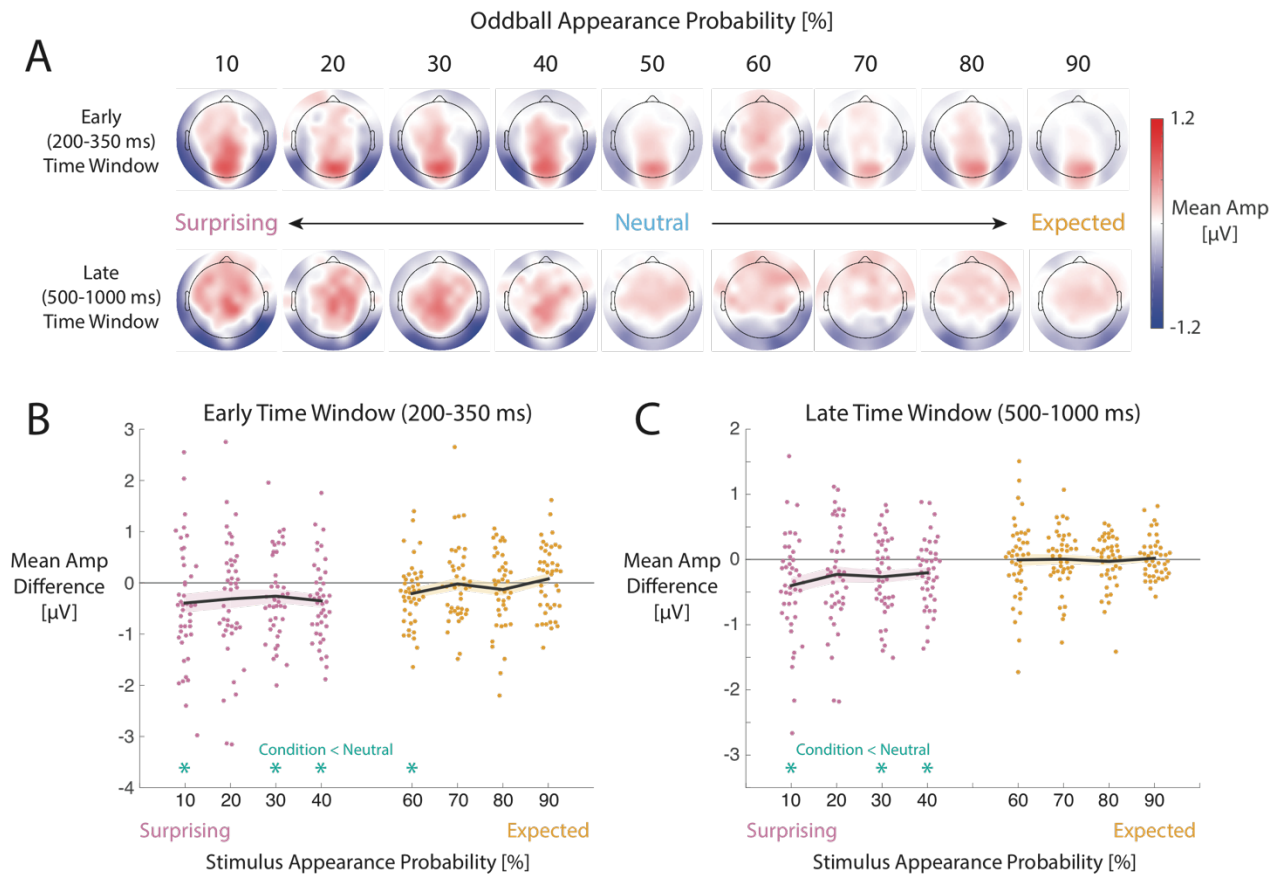 Oddball Appearance Probability [%]
A
10 20 30 40 50 60 70 80 90
Early
(200-350 ms)
Time Window
1.2
Surprising
Neutral
Expected
Mean Amp
[µV]
Late
(500-1000 ms)
Time Window
-1.2
B
Early Time Window (200-350 ms)
3
2
1
0
-1
-2
-3
-4
Mean Amp
Difference
[µV]
Condition < Neutral
* * * *
10 20 30 40 60 70 80 90
Surprising
Expected
Stimulus Appearance Probability [%]
C
Late Time Window (500-1000 ms)
2
1
0
-1
-2
-3
Mean Amp
Difference
[µV]
Condition < Neutral
* * *
10 20 30 40 60 70 80 90
Surprising
Expected
Stimulus Appearance Probability [%]